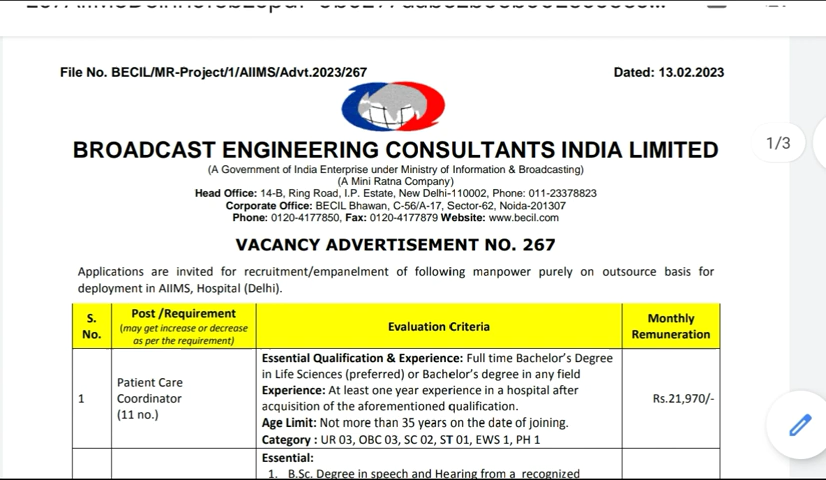 File No. BECIL/MR-Project/1/AIIMS/Advt.2023/267 Dated: 13.02.2023
1/3
BROADCAST ENGINEERING CONSULTANTS INDIA LIMITED
(A Government of India Enterprise under Ministry of Information & Broadcasting)
(A Mini Ratna Company)
Head Office: 14-B, Ring Road, I.P. Estate, New Delhi-110002, Phone: 011-23378823
Corporate Office: BECIL Bhawan, C-56/A-17, Sector-62, Noida-201307
Phone: 0120-4177850, Fax: 0120-4177879 Website: www.becil.com
VACANCY ADVERTISEMENT NO. 267
Applications are invited for recruitment/empanelment of following manpower purely on outsource basis for
deployment in AIIMS, Hospital (Delhi).
S.
No.
Post /Requirement
(may get increase or decrease
as per the requirement)
Evaluation Criteria
Monthly
Remuneration
1
Patient Care
Coordinator
(11 no.)
Essential Qualification & Experience: Full time Bachelor's Degree
in Life Sciences (preferred) or Bachelor's degree in any field
Experience: At least one year experience in a hospital after
acquisition of the aforementioned qualification.
Age Limit: Not more than 35 years on the date of joining.
Category : UR 03, OBC 03, SC 02, ST 01, EWS 1, PH 1
Rs.21,970/-
Essential:
1. B.Sc. Degree in speech and Hearing from a recognized